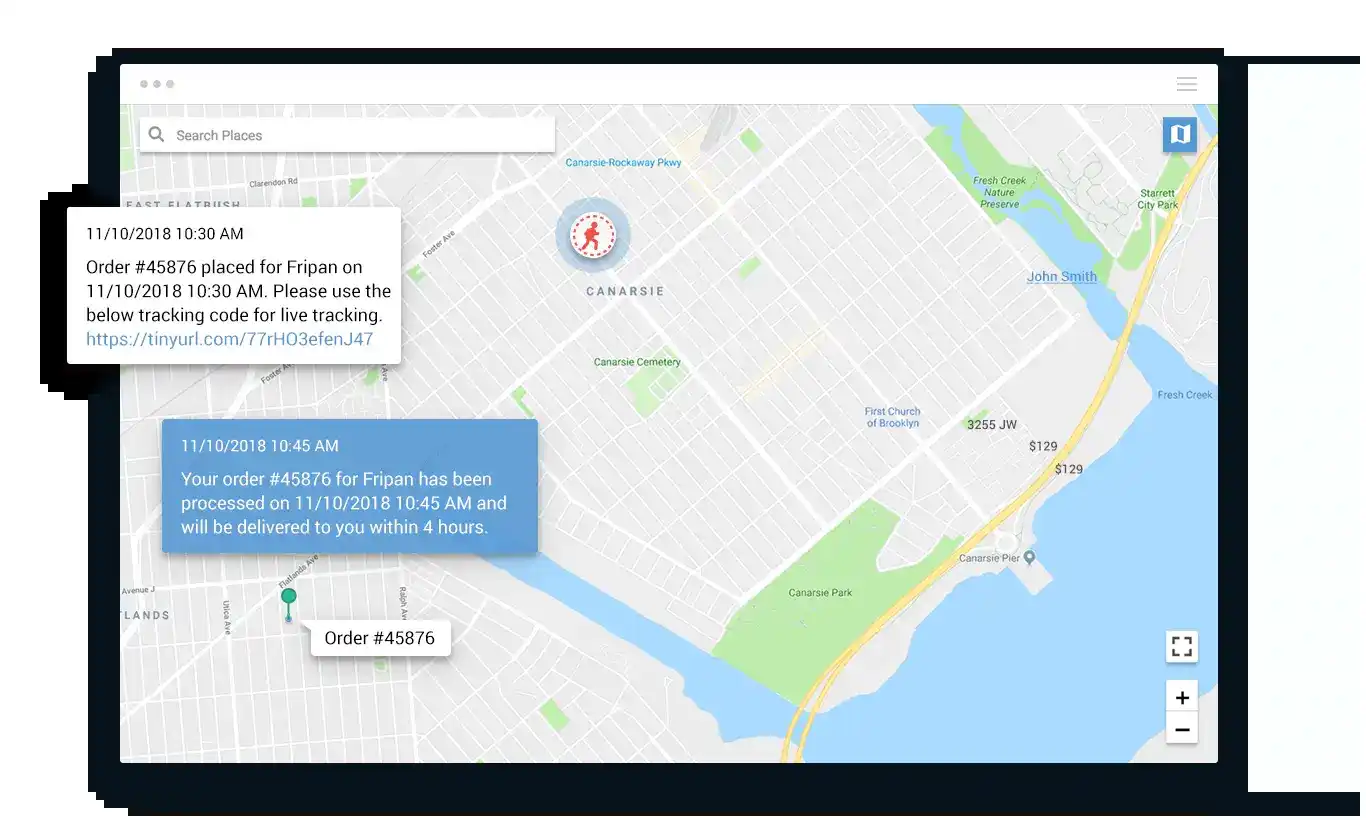 Search Places
Canarsie-Rockaway Pkwy
Clarendon Rd
EAST FLATBUSH
Fresh Creek
Nature
Preserve
Starrett
City Park
11/10/2018 10:30 AM
Order #45876 placed for Fripan on
11/10/2018 10:30 AM. Please use the
below tracking code for live tracking.
https://tinyurl.com/77rHO3efenJ47
Foster Ave
CANARSIE
John Smith
Canarsie Cemetery
Foster Ave
Ave
Fresh Creek
First Church
of Brooklyn
3255 JW
$129
$129
11/10/2018 10:45 AM
Your order #45876 for Fripan has been
processed on 11/10/2018 10:45 AM and
will be delivered to you within 4 hours.
Canarsie Pier
Flatlands Ave
Avenue J
Canarsie Park
TLANDS
Utica Ave
Ralph Ave
Order #45876
+
−